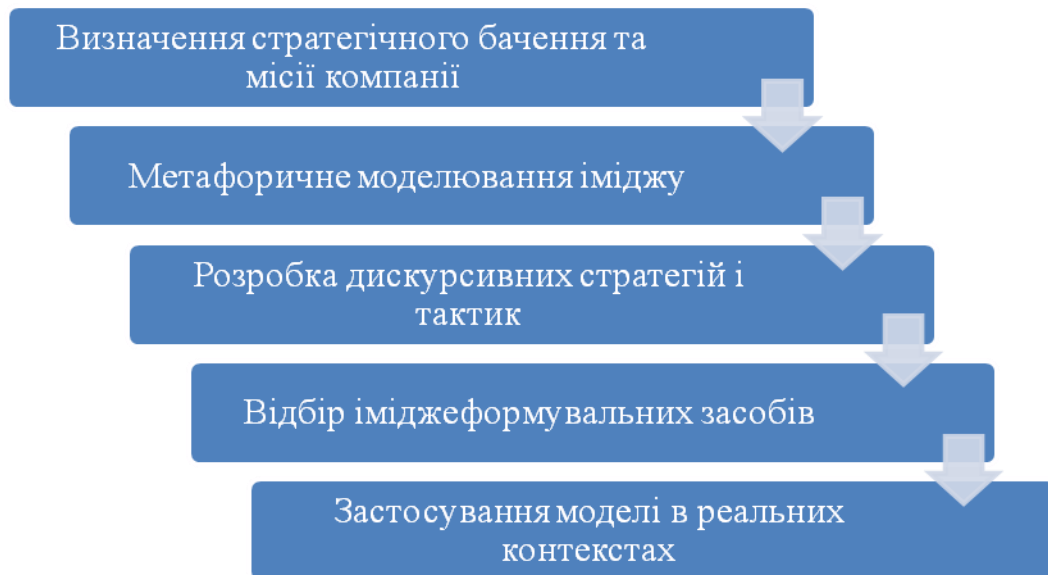 Визначення стратегічного бачення та
місії компанії
Метафоричне моделювання іміджу
Розробка дискурсивних стратегій і
тактик
Відбір іміджеформувальних засобів
Застосування моделі в реальних
контекстах